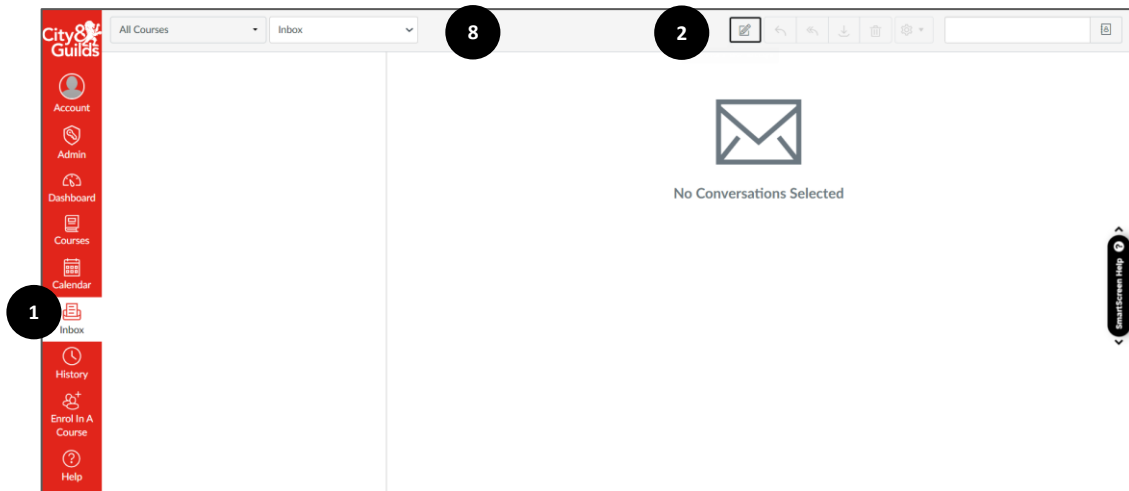 City&
Guilds
All Courses
Inbox
8
2
Account
Admin
Dashboard
Courses
Calendar
1
Inbox
History
Enrol In A
Course
Help
No Conversations Selected
SmartScreen Help ?